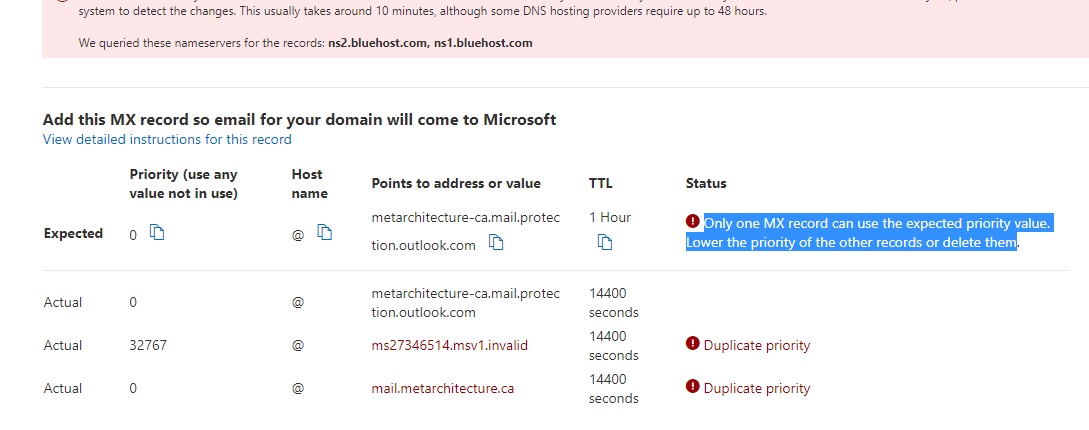 system to detect the changes. This usually takes around 10 minutes, although some DNS hosting providers require up to 48 hours.
We queried these nameservers for the records: ns2.bluehost.com, ns1.bluehost.com
Add this MX record so email for your domain will come to Microsoft
View detailed instructions for this record
Priority (use any value not in use)
Host name
Points to address or value
TTL
Status
Expected
0
@
metarchitecture-ca.mail.protec
tion.outlook.com
1 Hour
Only one MX record can use the expected priority value.
Lower the priority of the other records or delete them.
Actual
0
@
metarchitecture-ca.mail.protec
tion.outlook.com
14400
seconds
Actual
32767
@
ms27346514.msv1.invalid
14400
seconds
Duplicate priority
Actual
0
@
mail.metarchitecture.ca
14400
seconds
Duplicate priority